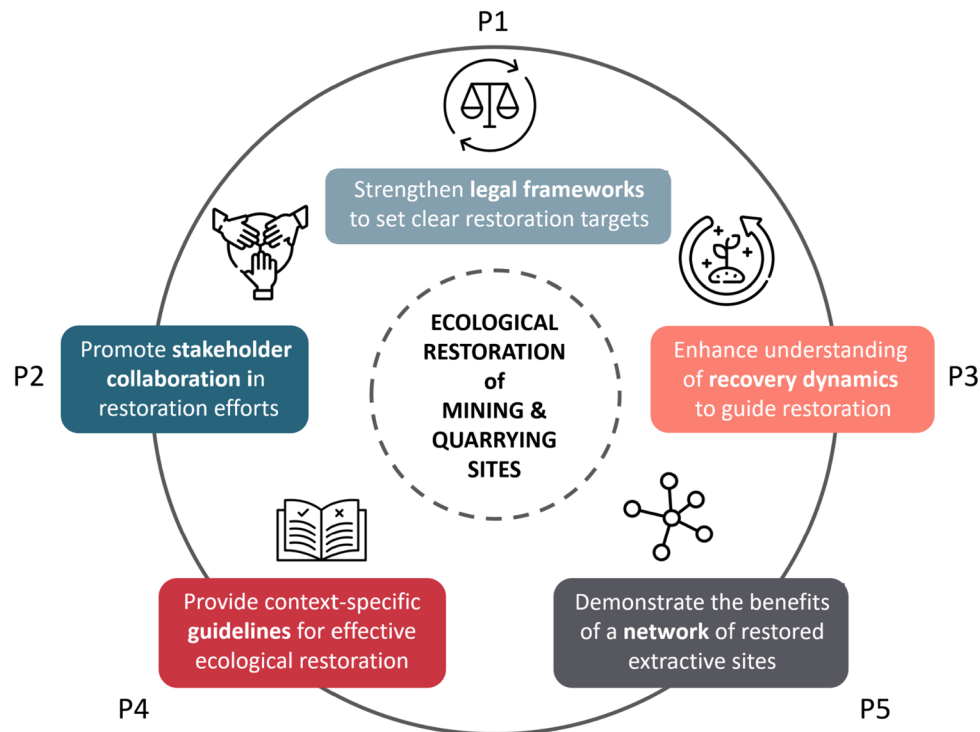 P1
Strengthen legal frameworks
to set clear restoration targets
P2
Promote stakeholder
collaboration in
restoration efforts
ECOLOGICAL
RESTORATION
of
MINING &
QUARRYING
SITES
Enhance understanding
of recovery dynamics
to guide restoration
P3
Provide context-specific
guidelines for effective
ecological restoration
P4
Demonstrate the benefits
of a network of restored
extractive sites
P5